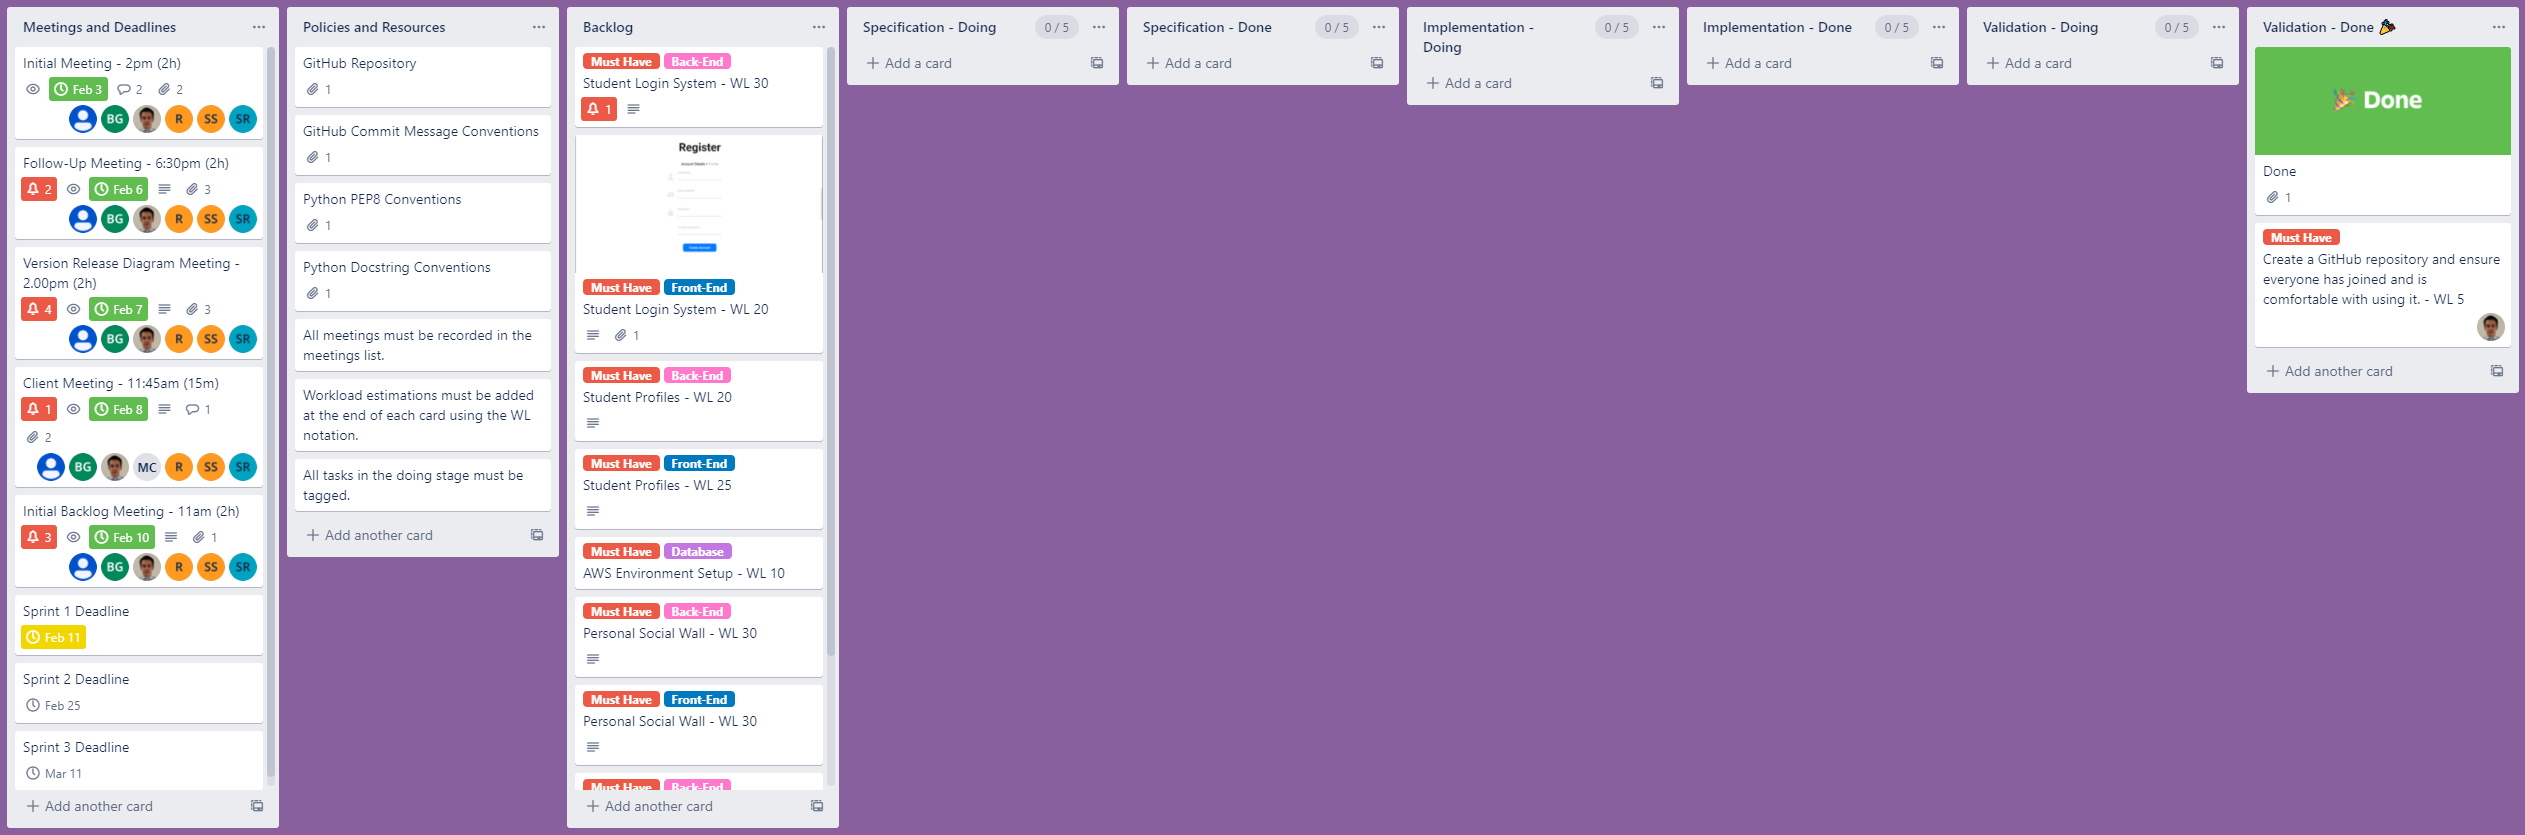 Meetings and Deadlines
Initial Meeting - 2pm (2h)
Feb 3 2 2
BG R SS SR
Follow-Up Meeting - 6:30pm (2h)
2 Feb 6 3
BG R SS SR
Version Release Diagram Meeting -
2.00pm (2h)
4 Feb 7 3
BG R SS SR
Client Meeting - 11:45am (15m)
1 Feb 8 1
2
BG MC R SS SR
Initial Backlog Meeting - 11am (2h)
3 Feb 10 1
BG R SS SR
Sprint 1 Deadline
Feb 11
Sprint 2 Deadline
Feb 25
Sprint 3 Deadline
Mar 11
+ Add another card
Policies and Resources
GitHub Repository
1
GitHub Commit Message Conventions
1
Python PEP8 Conventions
1
Python Docstring Conventions
1
All meetings must be recorded in the
meetings list.
Workload estimations must be added
at the end of each card using the WL
notation.
All tasks in the doing stage must be
tagged.
+ Add another card
Backlog
Must Have Back-End
Student Login System - WL 30
1
Register
Must Have Front-End
Student Login System - WL 20
1
Must Have Back-End
Student Profiles - WL 20
Must Have Front-End
Student Profiles - WL 25
Must Have Database
AWS Environment Setup - WL 10
Must Have Back-End
Personal Social Wall - WL 30
Must Have Front-End
Personal Social Wall - WL 30
Must Have Back-End
+ Add another card
Specification - Doing 0 / 5
+ Add a card
Specification - Done 0 / 5
+ Add a card
Implementation - 0 / 5
Doing
+ Add a card
Implementation - Done 0 / 5
+ Add a card
Validation - Doing 0 / 5
+ Add a card
Validation - Done 🎉
🎉 Done
Done
1
Must Have
Create a GitHub repository and ensure
everyone has joined and is
comfortable with using it. - WL 5
+ Add another card